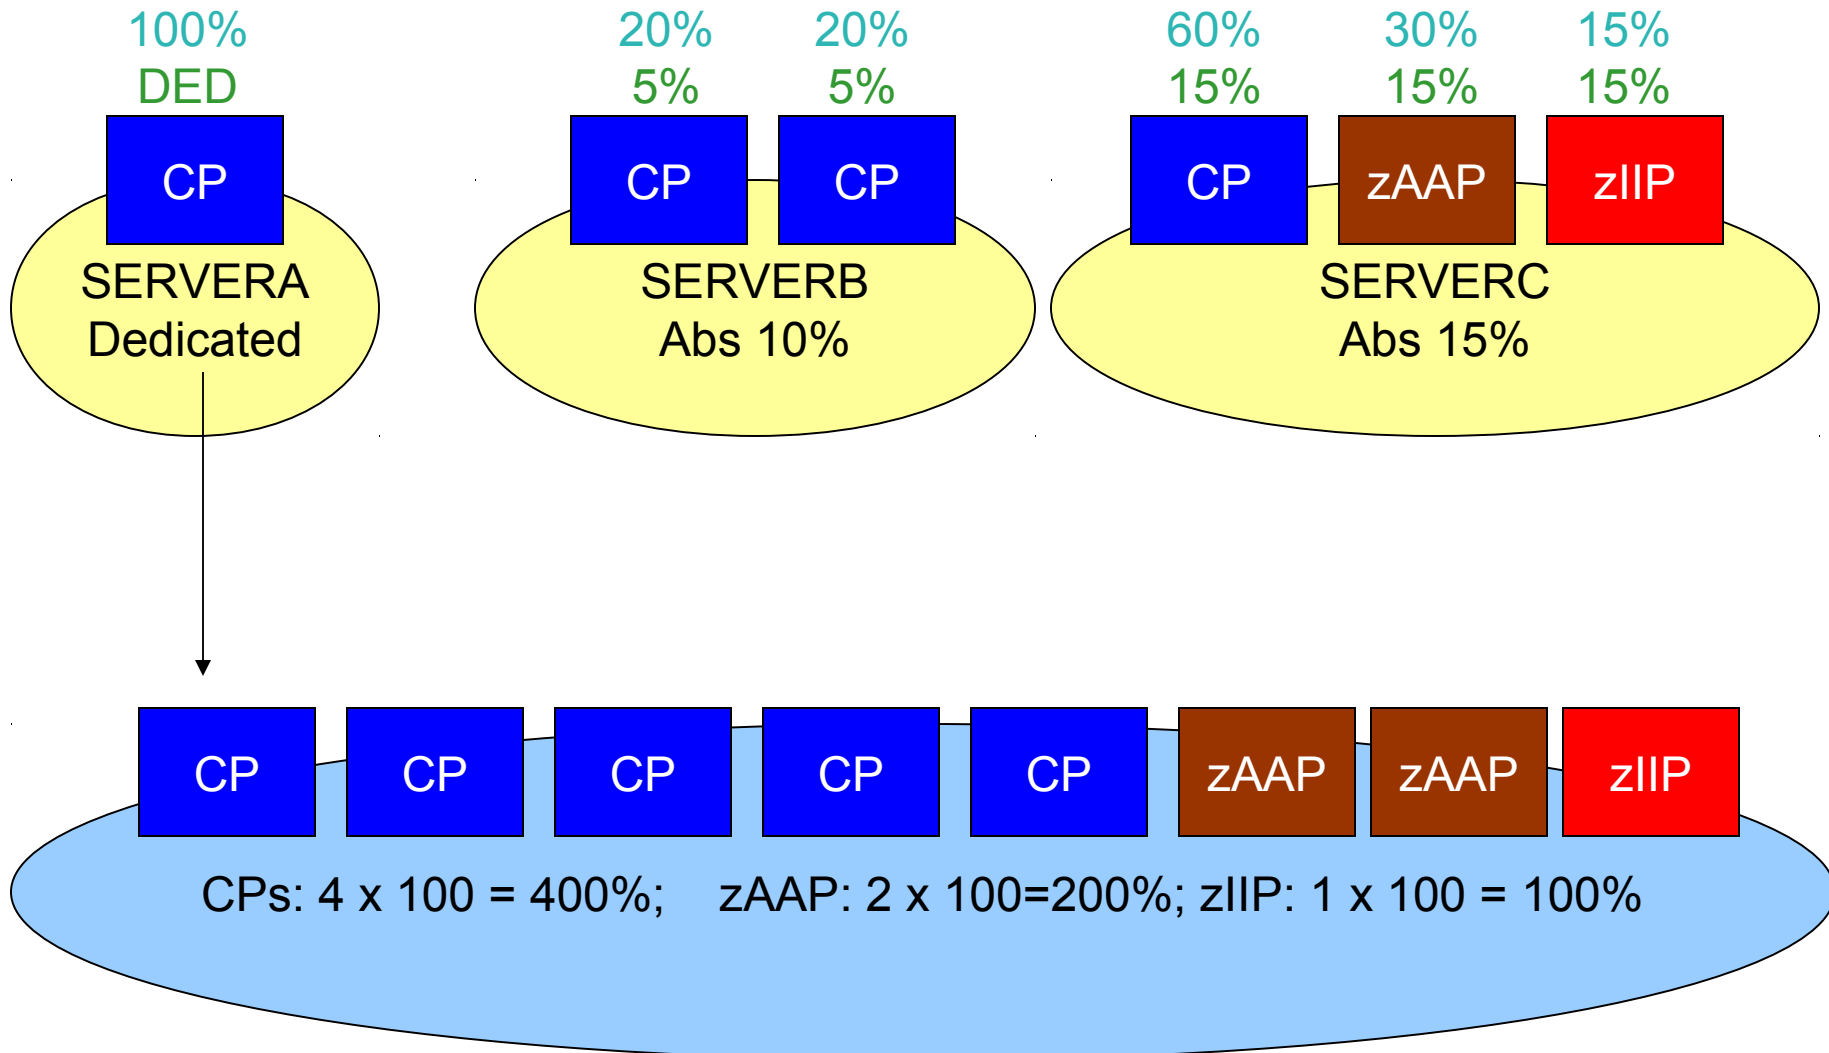 100% 20% 20% 60% 30% 15%
DED 5% 5% 15% 15% 15%
CP CP CP CP zAAP zIIP
SERVERA SERVERB SERVERC
Dedicated Abs 10% Abs 15%
CP CP CP CP CP zAAP zAAP zIIP
CPs: 4 x 100 = 400%; zAAP: 2 x 100=200%; zIIP: 1 x 100 = 100%